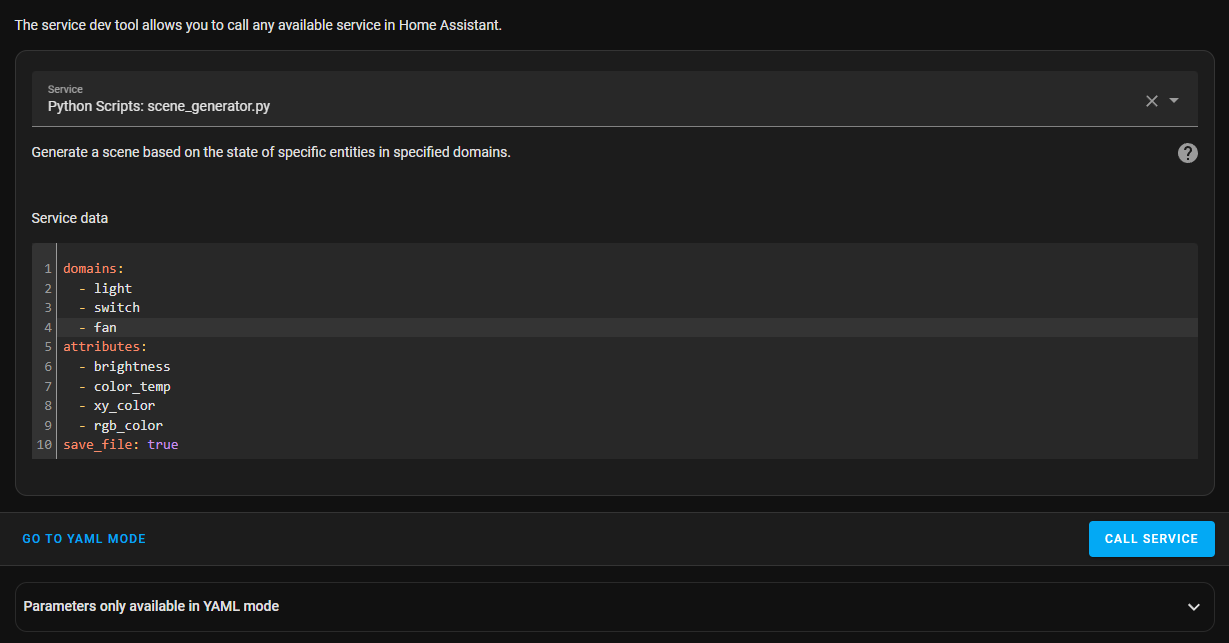 The service dev tool allows you to call any available service in Home Assistant.
Service
Python Scripts: scene_generator.py
Generate a scene based on the state of specific entities in specified domains.
Service data
1 domains:
2   - light
3   - switch
4   - fan
5 attributes:
6   - brightness
7   - color_temp
8   - xy_color
9   - rgb_color
10 save_file: true
GO TO YAML MODE
CALL SERVICE
Parameters only available in YAML mode